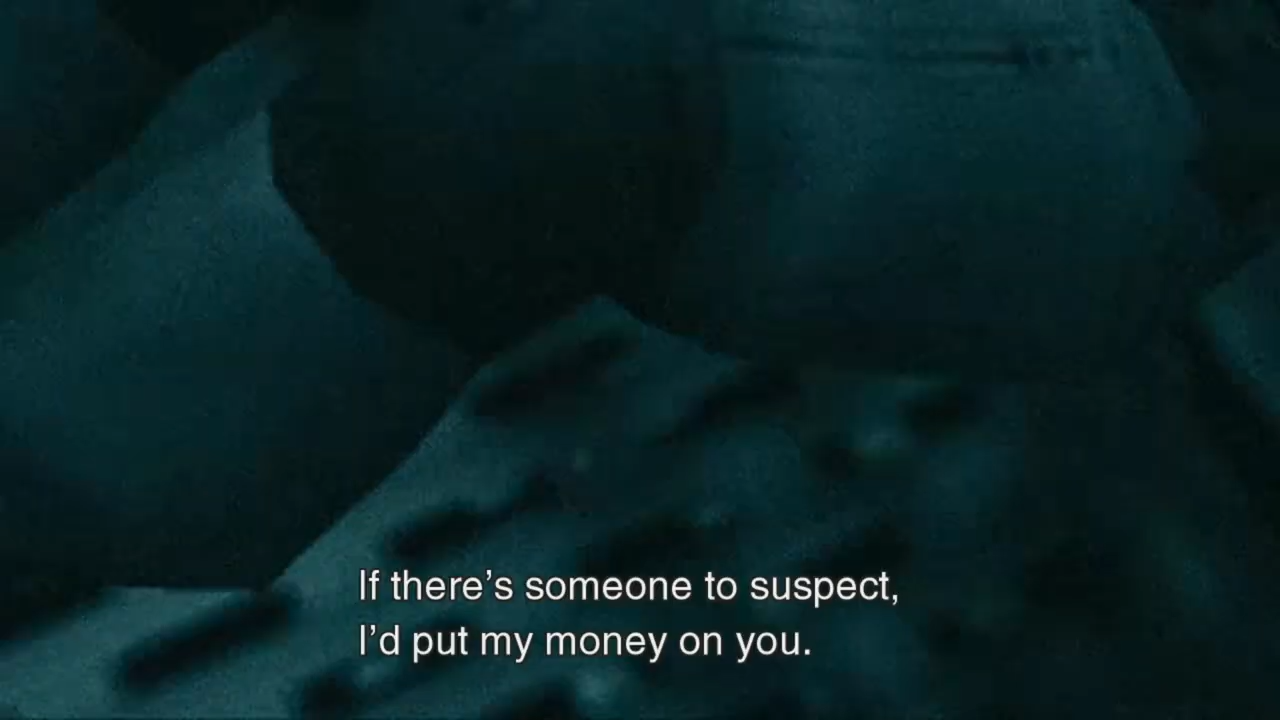 If there’s someone to suspect,
I’d put my money on you.